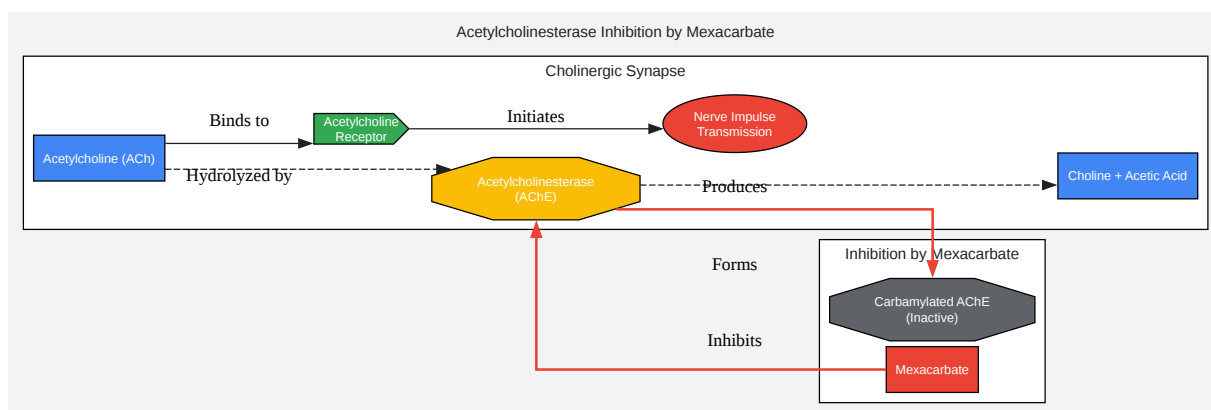 Acetylcholinesterase Inhibition by Mexacarbate
Cholinergic Synapse
Binds to
Acetylcholine
Receptor
Initiates
Nerve Impulse
Transmission
Acetylcholine (ACh)
Hydrolyzed by
Acetylcholinesterase
(AChE)
Produces
Choline + Acetic Acid
Forms
Inhibition by Mexacarbate
Carbamylated AChE
(Inactive)
Inhibits
Mexacarbate